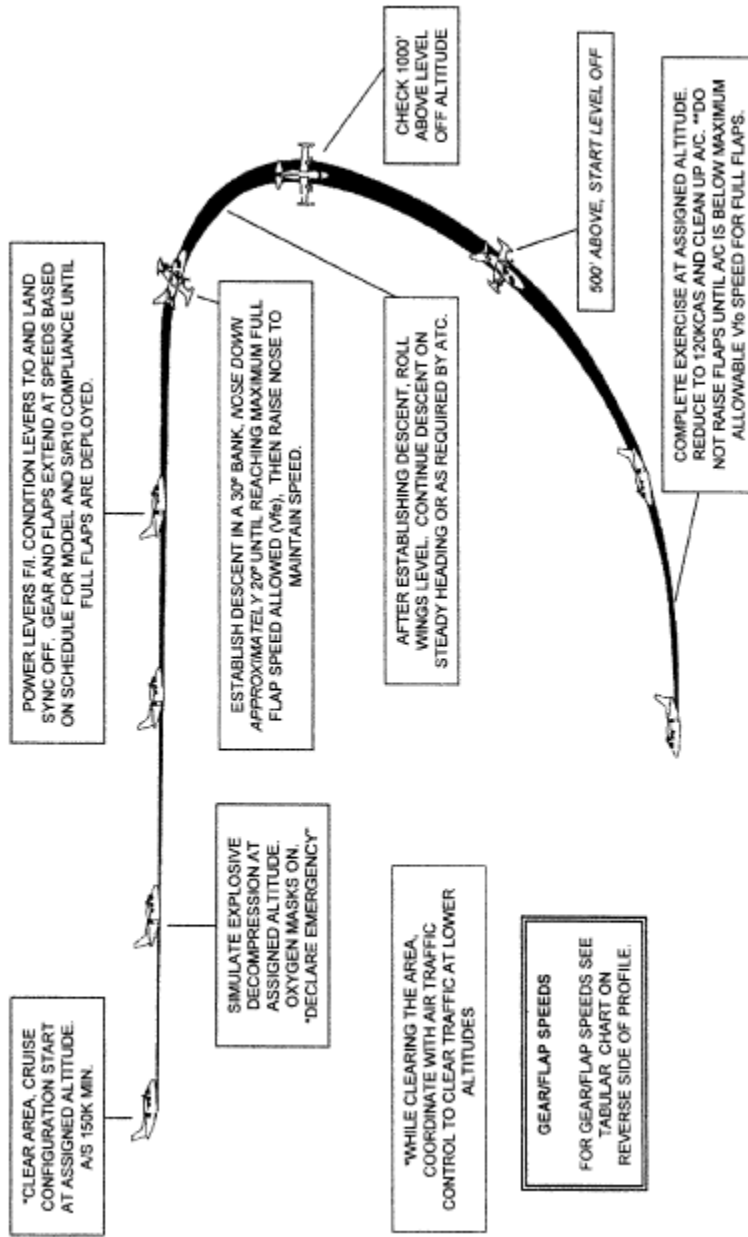 "CLEAR AREA, CRUISE
CONFIGURATION START
AT ASSIGNED ALTITUDE.
A/S 150K MIN.
SIMULATE EXPLOSIVE
DECOMPRESSION AT
ASSIGNED ALTITUDE.
OXYGEN MASKS ON.
"DECLARE EMERGENCY"
POWER LEVERS F/I. CONDITION LEVERS T/O AND LAND
SYNC OFF. GEAR AND FLAPS EXTEND AT SPEEDS BASED
ON SCHEDULE FOR MODEL AND S/R10 COMPLIANCE UNTIL
FULL FLAPS ARE DEPLOYED.
ESTABLISH DESCENT IN A 30° BANK, NOSE DOWN
APPROXIMATELY 20° UNTIL REACHING MAXIMUM FULL
FLAP SPEED ALLOWED (Vfe), THEN RAISE NOSE TO
MAINTAIN SPEED.
CHECK 1000'
ABOVE LEVEL
OFF ALTITUDE
AFTER ESTABLISHING DESCENT, ROLL
WINGS LEVEL. CONTINUE DESCENT ON
STEADY HEADING OR AS REQUIRED BY ATC.
500' ABOVE, START LEVEL OFF
COMPLETE EXERCISE AT ASSIGNED ALTITUDE.
REDUCE TO 120KCAS AND CLEAN UP A/C. **DO
NOT RAISE FLAPS UNTIL A/C IS BELOW MAXIMUM
ALLOWABLE Vfo SPEED FOR FULL FLAPS.
"WHILE CLEARING THE AREA,
COORDINATE WITH AIR TRAFFIC
CONTROL TO CLEAR TRAFFIC AT LOWER
ALTITUDES
GEAR/FLAP SPEEDS
FOR GEAR/FLAP SPEEDS SEE
TABULAR CHART ON
REVERSE SIDE OF PROFILE.